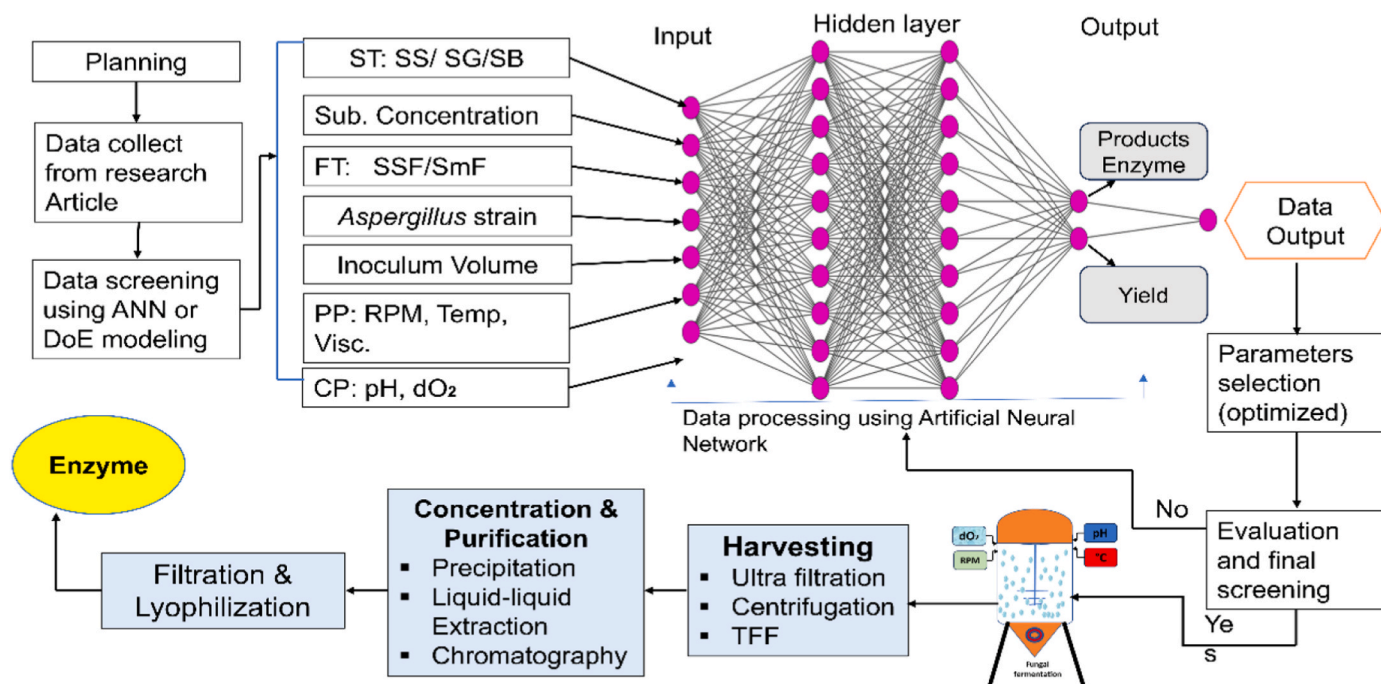 Planning
Data collect
from research
Article
Data screening
using ANN or
DoE modeling
ST: SS/ SG/SB
Sub. Concentration
FT: SSF/SmF
Aspergillus strain
Inoculum Volume
PP: RPM, Temp,
Visc.
CP: pH, dO₂
Input
Hidden layer
Output
Products
Enzyme
Yield
Data
Output
Data processing using Artificial Neural
Network
Parameters
selection
(optimized)
No
Evaluation
and final
screening
Ye
s
dO₂
RPM
pH
°C
Fungal
fermentation
Harvesting
▪ Ultra filtration
▪ Centrifugation
▪ TFF
Concentration &
Purification
▪ Precipitation
▪ Liquid-liquid
Extraction
▪ Chromatography
Filtration &
Lyophilization
Enzyme